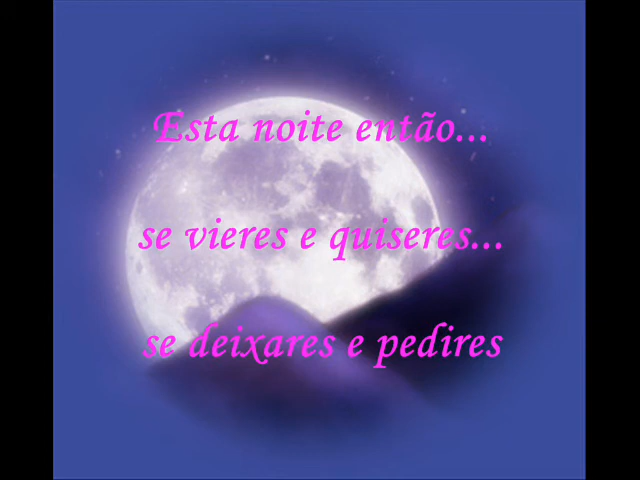 Esta noite então...
se vieres e quiseres...
se deixares e pedires